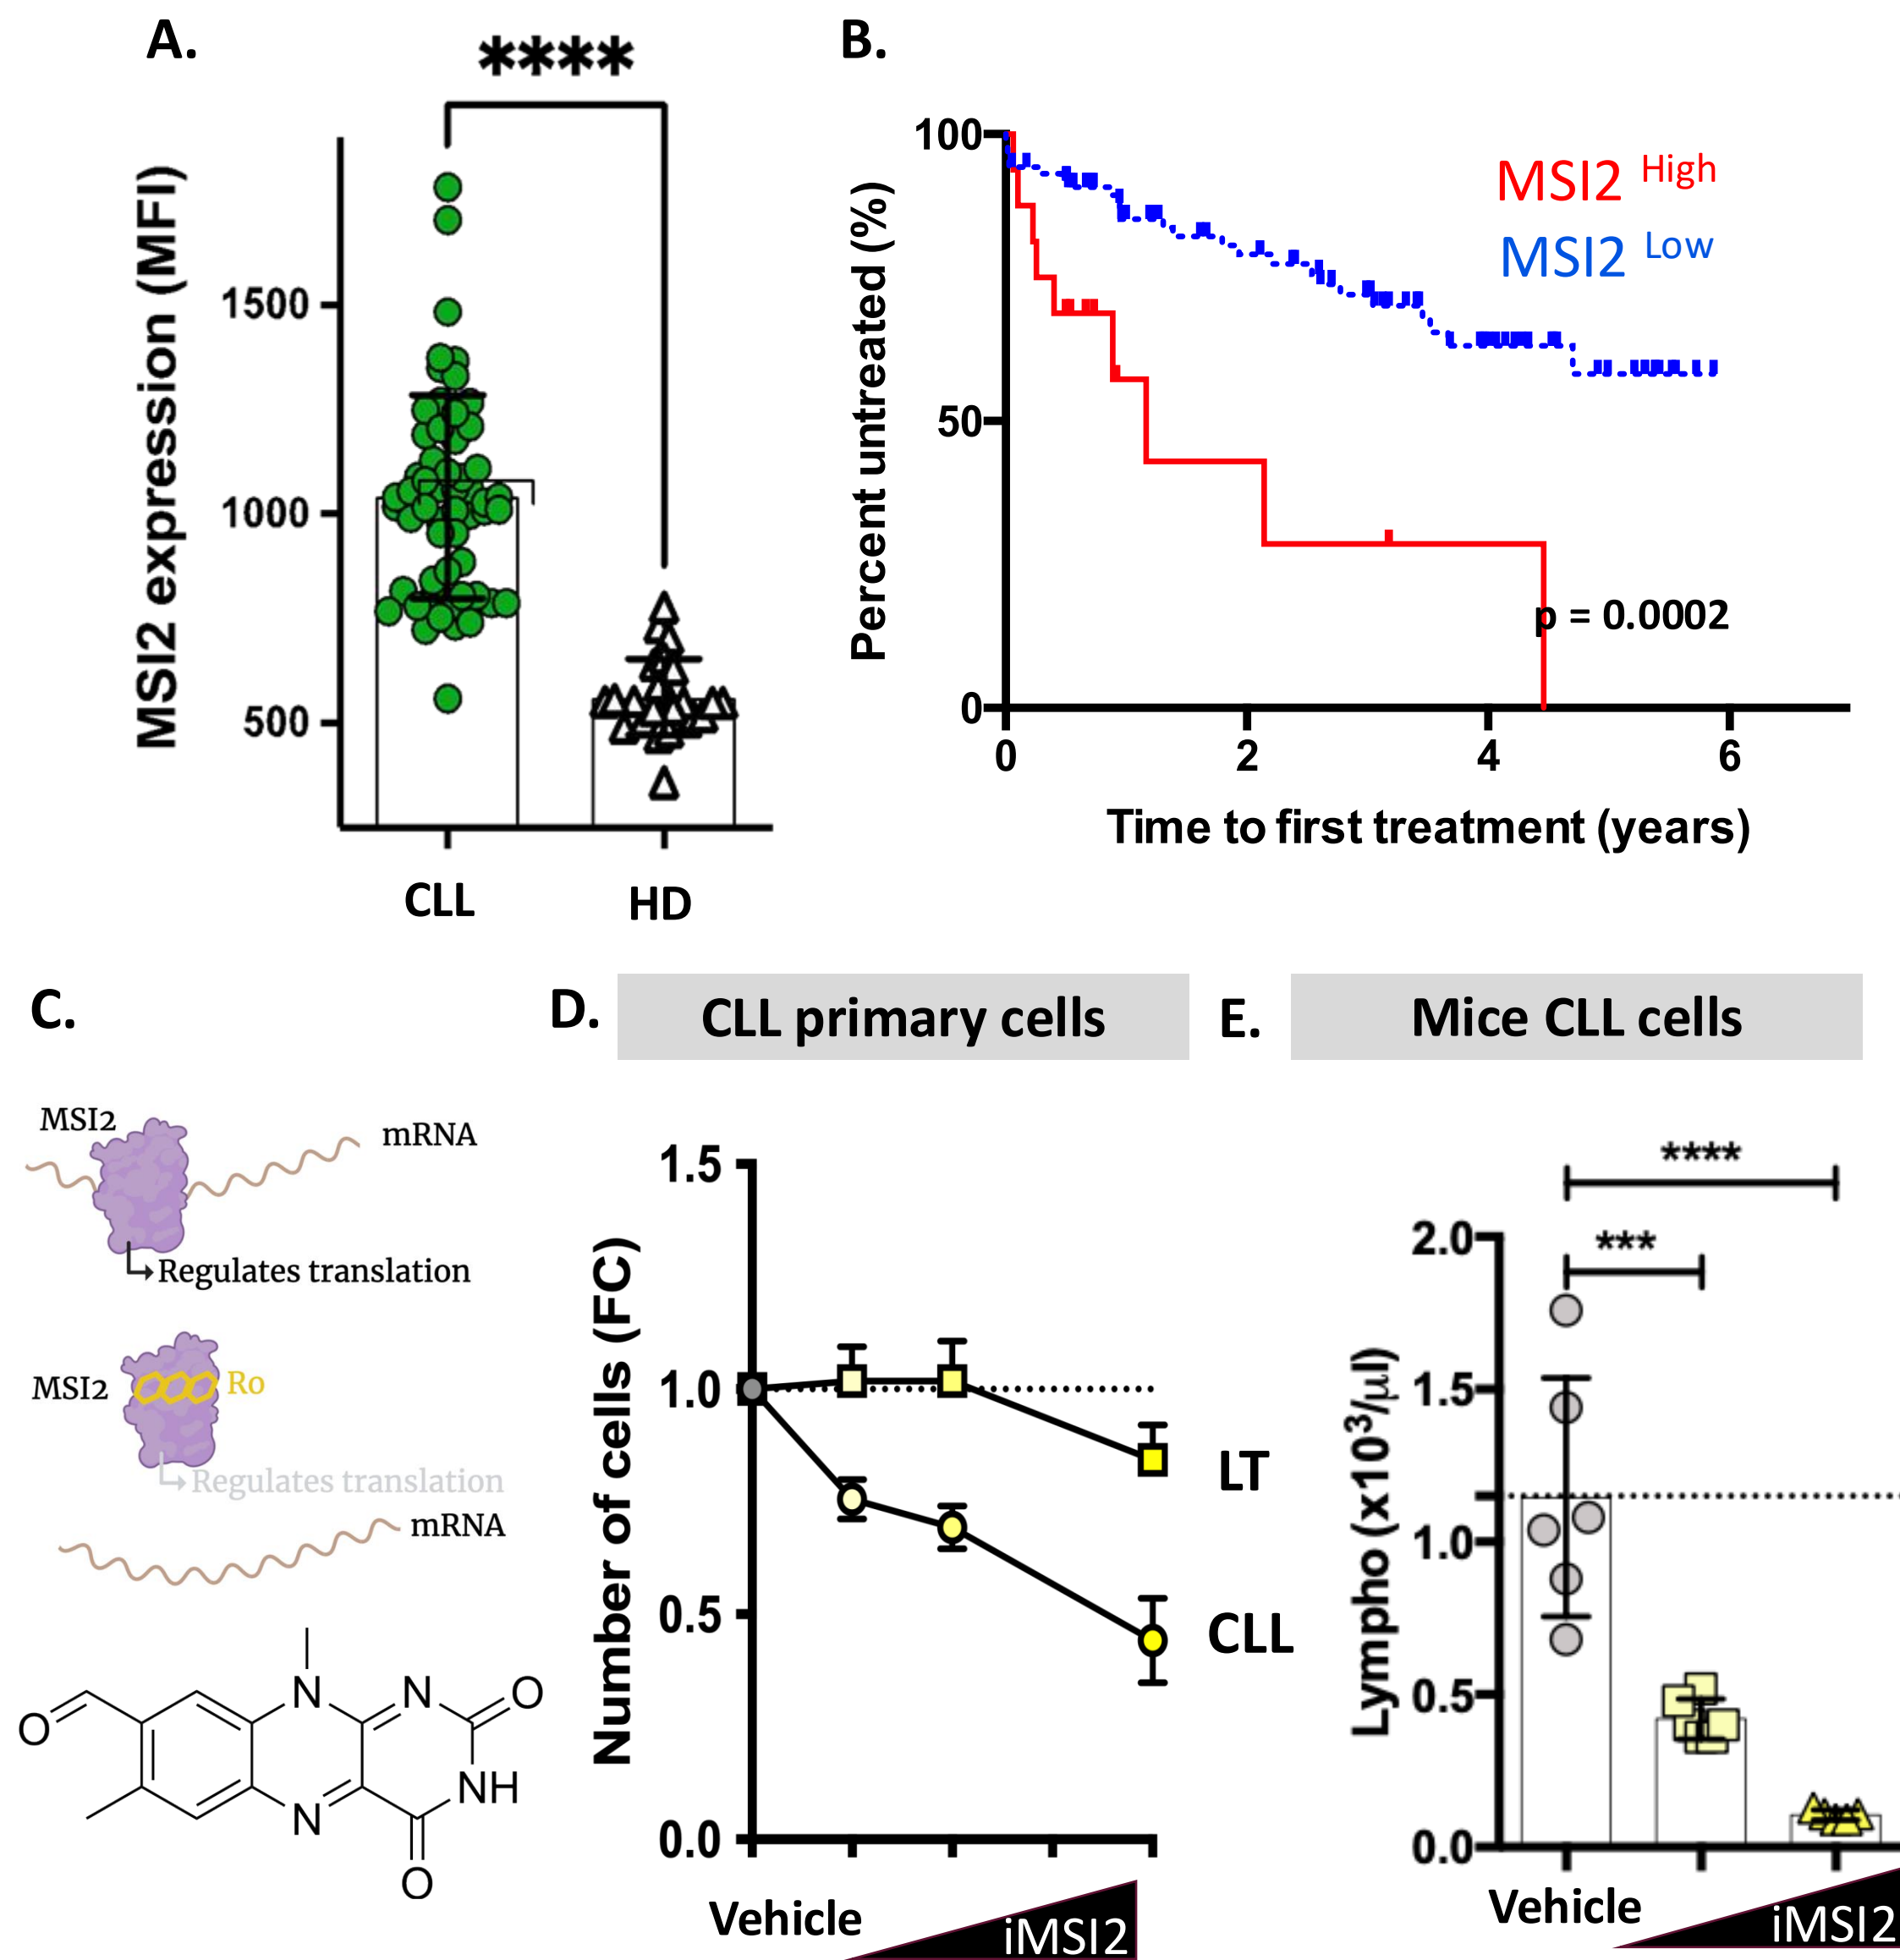 A.
****
MSI2 expression (MFI)
1500
1000
500
CLL
HD
B.
Percent untreated (%)
100
50
0
MSI2 High
MSI2 Low
p = 0.0002
0 2 4 6
Time to first treatment (years)
C.
MSI2
mRNA
Regulates translation
MSI2
Ro
Regulates translation
mRNA
N
N
O
O
NH
N
O
D.
CLL primary cells
Number of cells (FC)
1.5
1.0
0.5
0.0
LT
CLL
Vehicle
iMSI2
E.
Mice CLL cells
****
***
Lympho (x10³/µl)
2.0
1.5
1.0
0.5
0.0
Vehicle
iMSI2